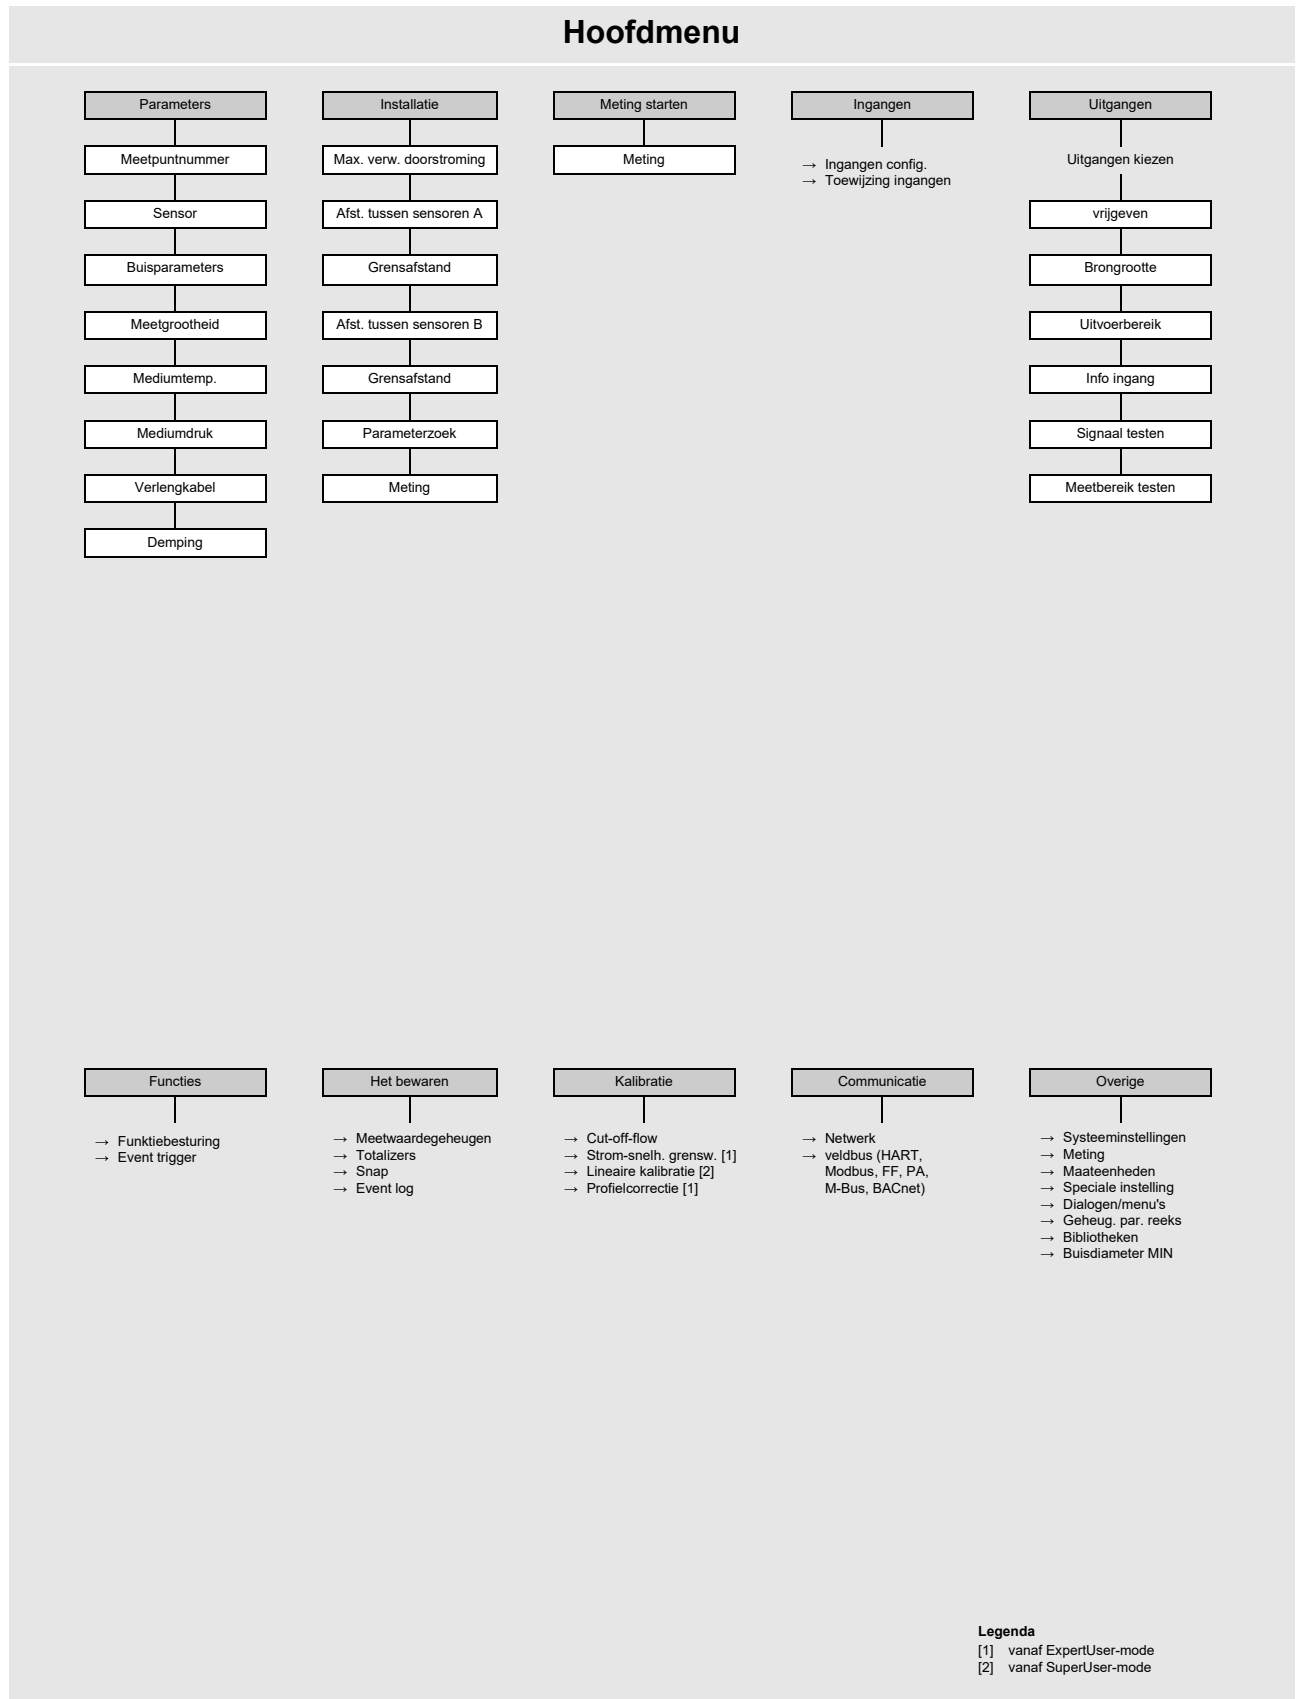 Hoofdmenu
Parameters
Meetpuntnummer
Sensor
Buisparameters
Meetgrootheid
Mediumtemp.
Mediumdruk
Verlengkabel
Demping
Installatie
Max. verw. doorstroming
Afst. tussen sensoren A
Grensafstand
Afst. tussen sensoren B
Grensafstand
Parameterzoek
Meting
Meting starten
Meting
Ingangen
→ Ingangen config.
→ Toewijzing ingangen
Uitgangen
Uitgangen kiezen
vrijgeven
Brongrootte
Uitvoerbereik
Info ingang
Signaal testen
Meetbereik testen
Functies
→ Funktiebesturing
→ Event trigger
Het bewaren
→ Meetwaardegeheugen
→ Totalizers
→ Snap
→ Event log
Kalibratie
→ Cut-off-flow
→ Strom-snelh. grensw. [1]
→ Lineaire kalibratie [2]
→ Profielcorrectie [1]
Communicatie
→ Netwerk
→ veldbus (HART,
Modbus, FF, PA,
M-Bus, BACnet)
Overige
→ Systeeminstellingen
→ Meting
→ Maateenheden
→ Speciale instelling
→ Dialogen/menu's
→ Geheug. par. reeks
→ Bibliotheken
→ Buisdiameter MIN
Legenda
[1] vanaf ExpertUser-mode
[2] vanaf SuperUser-mode